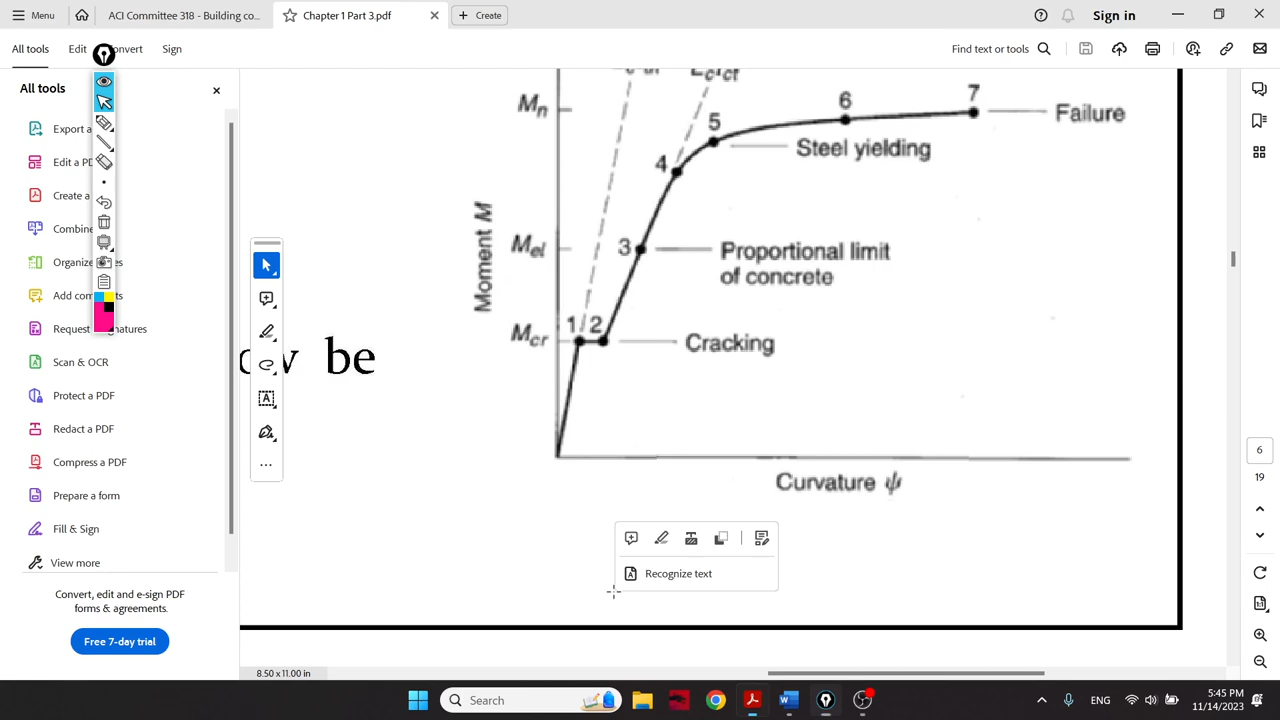 Menu
ACI Committee 318 - Building co...
Chapter 1 Part 3.pdf
Create
Sign in
All tools
Edit
Sign
Find text or tools
All tools
Export a
Edit a PD
Create a
Combine
Organize
Add
Request
Scan & OCR
Protect a PDF
Redact a PDF
Compress a PDF
Prepare a form
Fill & Sign
View more
Convert, edit and e-sign PDF
forms & agreements.
Free 7-day trial
be
Moment M
Mn
Mel
Mcr
1
2
3
4
5
6
7
Failure
Steel yielding
Proportional limit
of concrete
Cracking
Curvature ψ
Recognize text
8.50 x 11.00 in
6
19
Search
ENG
5:45 PM
11/14/2023